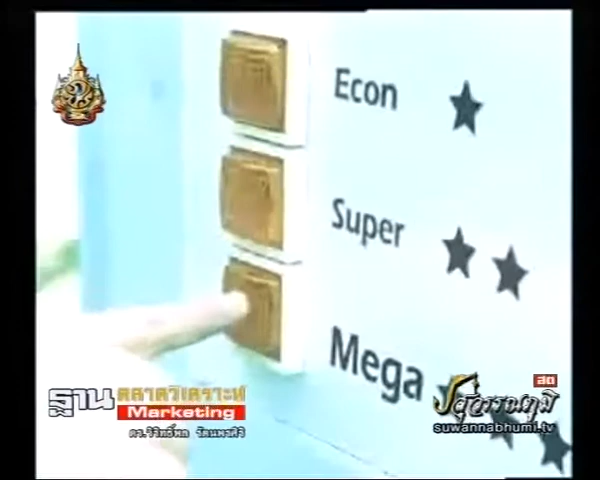 Econ
Super
Mega
ฐานตลาดวิเคราะห์
Marketing
สด
สุวรรณภูมิ
suwannabhumi.tv